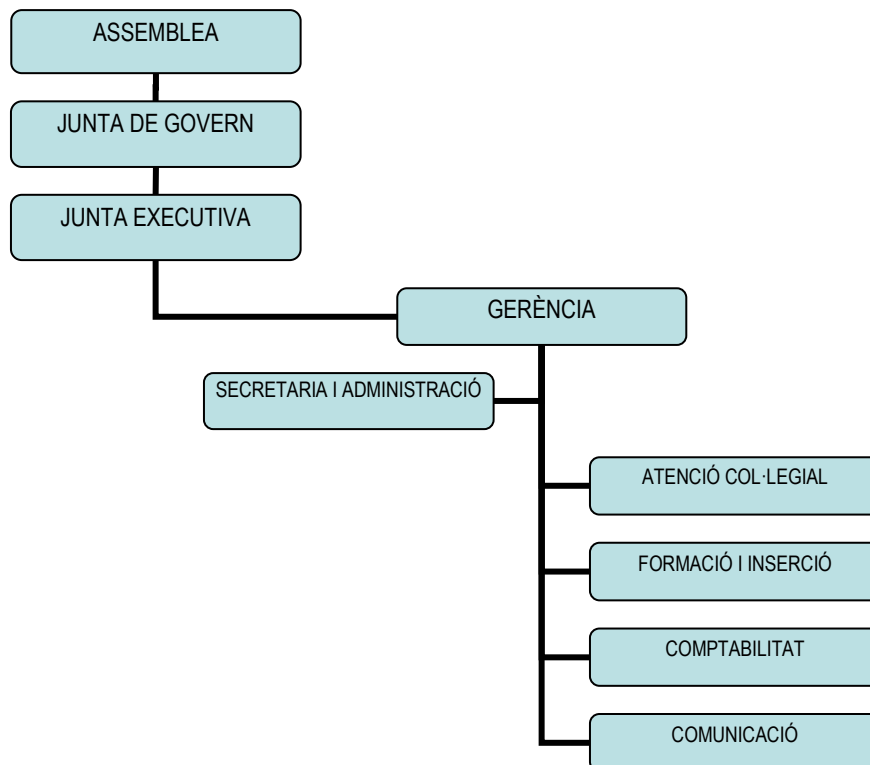 ASSEMBLEA
JUNTA DE GOVERN
JUNTA EXECUTIVA
GERÈNCIA
SECRETARIA I ADMINISTRACIÓ
ATENCIÓ COL·LEGIAL
FORMACIÓ I INSERCIÓ
COMPTABILITAT
COMUNICACIÓ